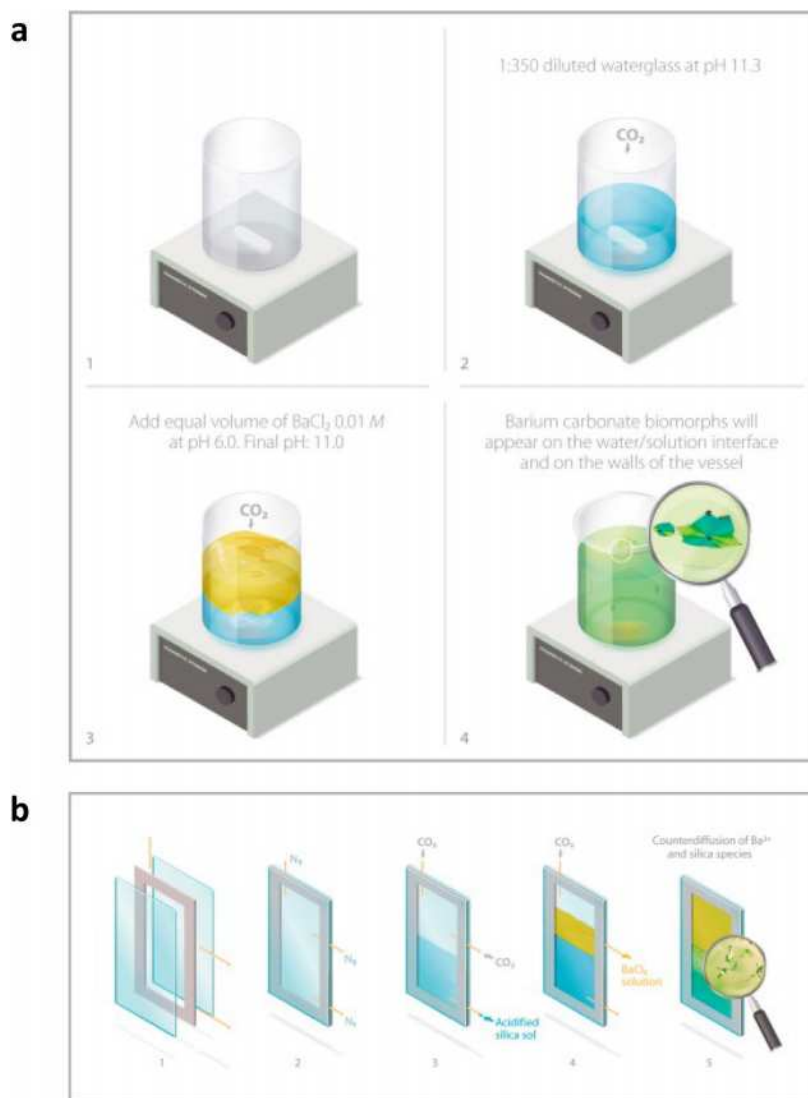 a
1:350 diluted waterglass at pH 11.3
CO₂
1
2
Add equal volume of BaCl₂ 0.01 M
at pH 6.0. Final pH: 11.0
Barium carbonate biomorphs will
appear on the water/solution interface
and on the walls of the vessel
CO₂
3
4
b
CO₂
CO₂
Counterdiffusion of Ba²⁺
and silica species
N₂
N₂
CO₂
BaCl₂
solution
N₂
Acidified
silica sol
1
2
3
4
5